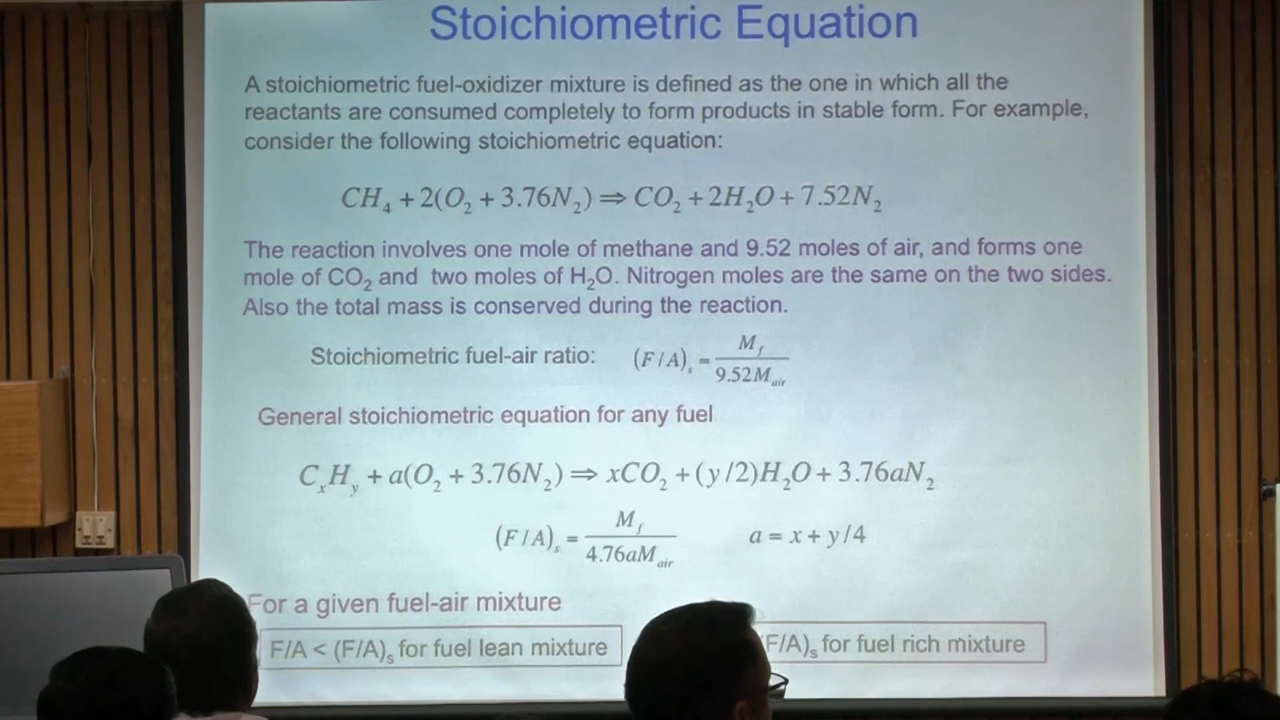 Stoichiometric Equation
A stoichiometric fuel-oxidizer mixture is defined as the one in which all the
reactants are consumed completely to form products in stable form. For example,
consider the following stoichiometric equation:
CH₄ + 2(O₂ + 3.76N₂) ⇒ CO₂ + 2H₂O + 7.52N₂
The reaction involves one mole of methane and 9.52 moles of air, and forms one
mole of CO₂ and two moles of H₂O. Nitrogen moles are the same on the two sides.
Also the total mass is conserved during the reaction.
Stoichiometric fuel-air ratio: (F / A)ₛ = M_f / 9.52M_air
General stoichiometric equation for any fuel
CₓH_y + a(O₂ + 3.76N₂) ⇒ xCO₂ + (y/2)H₂O + 3.76aN₂
(F / A)ₛ = M_f / 4.76aM_air a = x + y/4
For a given fuel-air mixture
F/A < (F/A)ₛ for fuel lean mixture
F/A)ₛ for fuel rich mixture